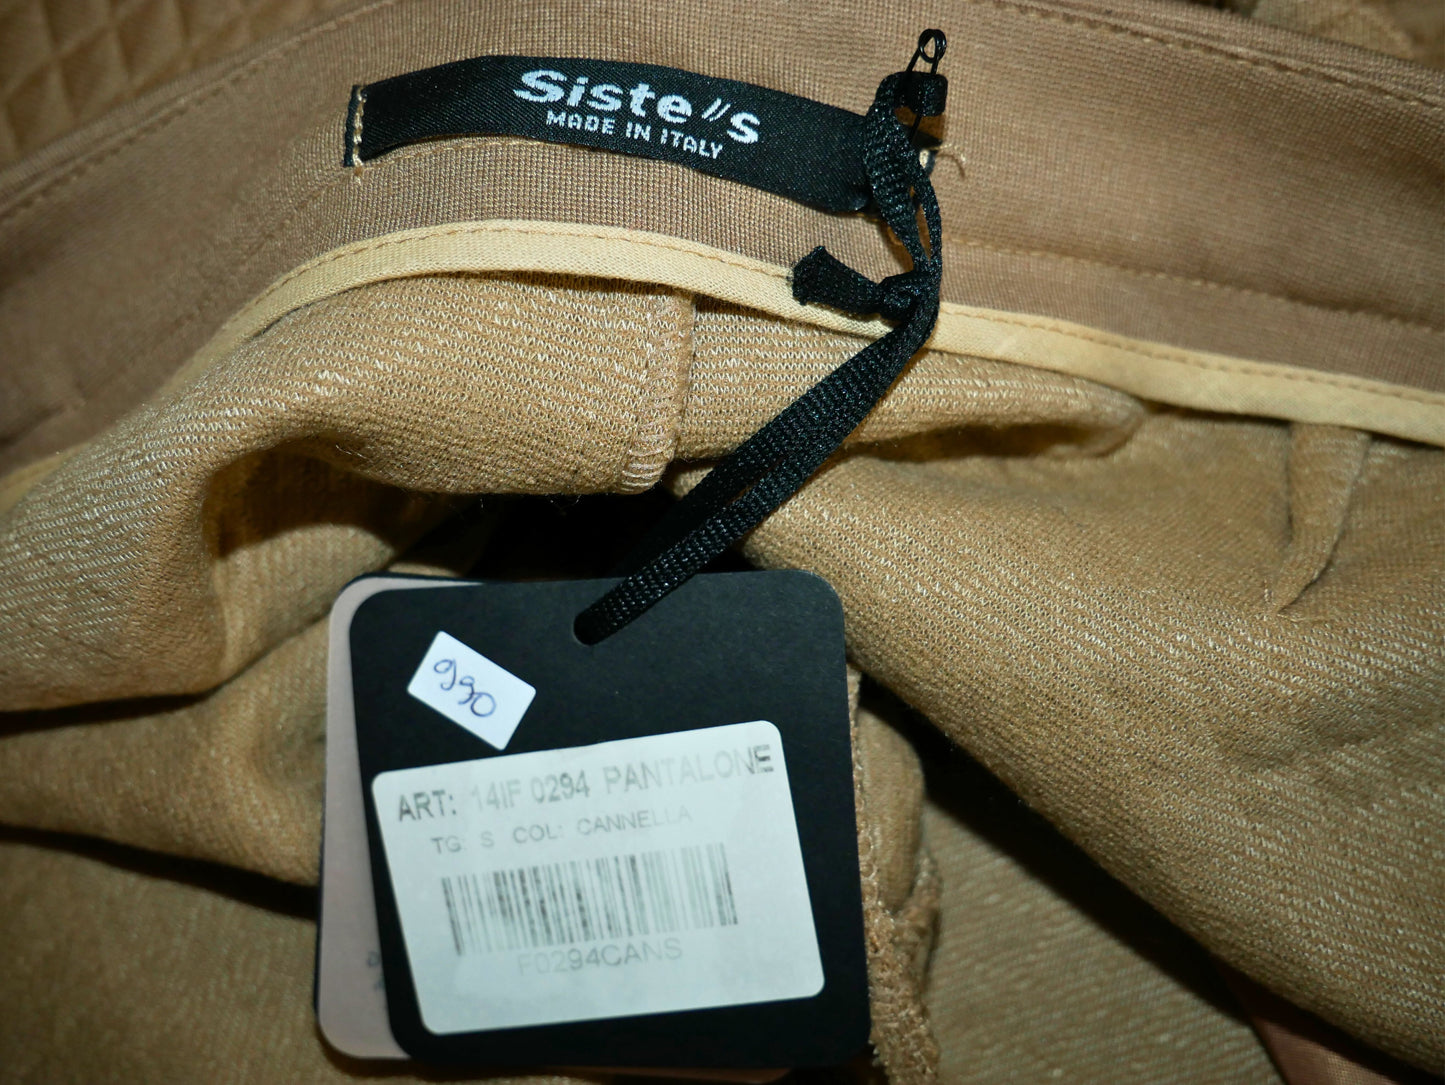 Siste"s
MADE IN ITALY
990
ART: 14IF 0294 PANTALONE
TG: S COL: CANNELLA
F0294CANS